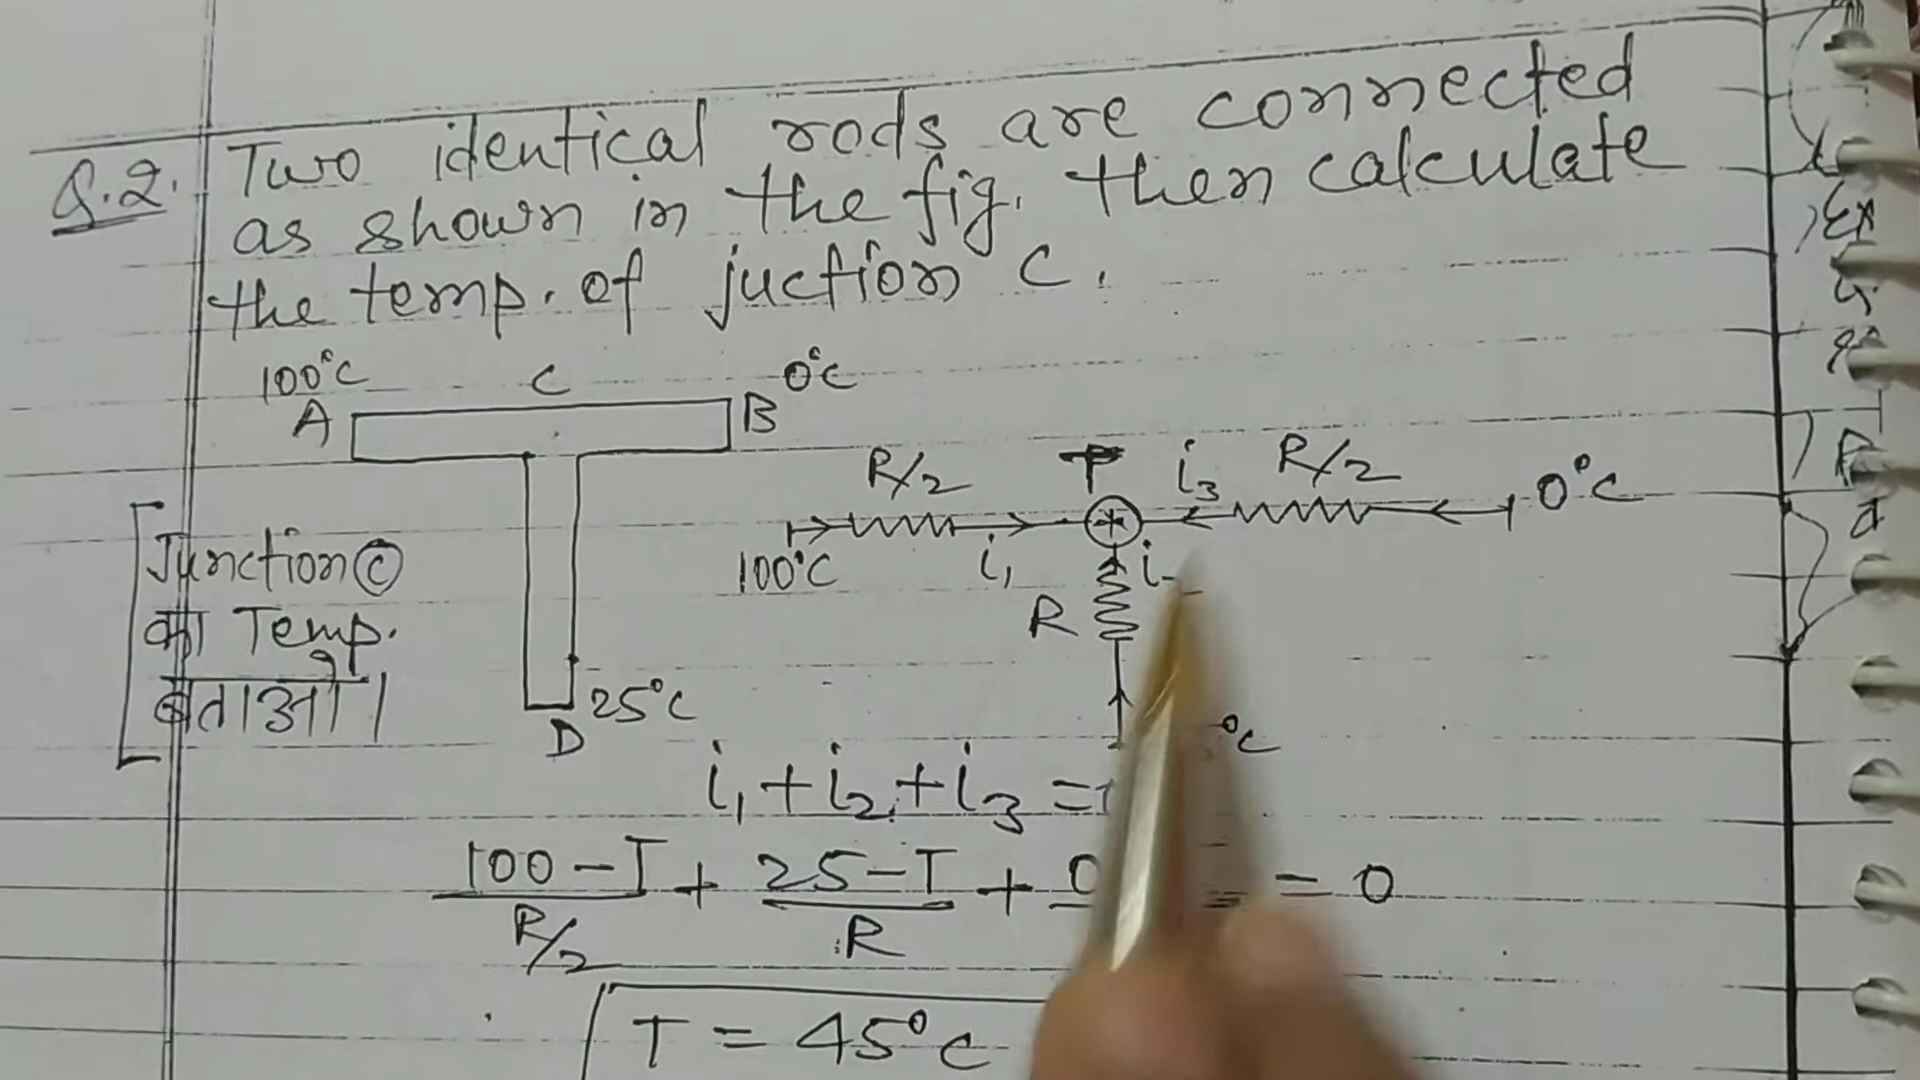 Q.2. Two identical rods are connected
as shown in the fig. then calculate
the temp. of juction C.
100°C C 0°C
A B
R/2 T i3 R/2 0°C
Junction ©
का Temp.
बताओ।
100°C i1
R
25°C
D
°C
i1+i2+i3 =
100-T + 25-T + 0 = 0
R/2 R
T = 45°C